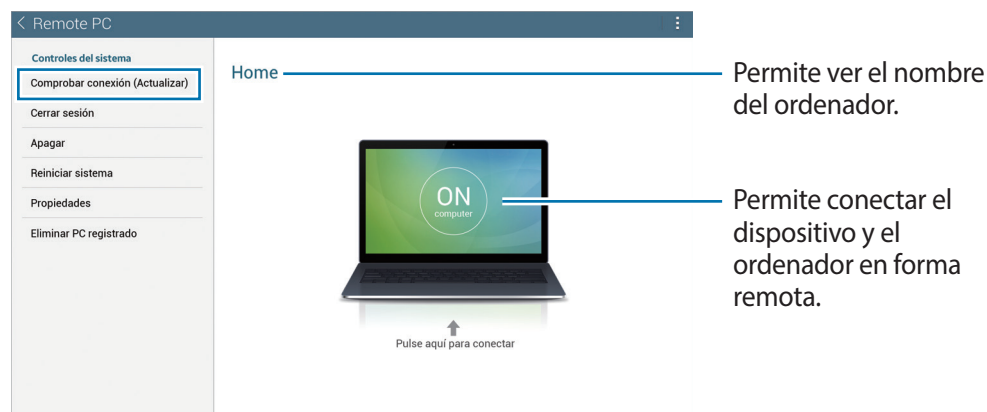 Remote PC
Controles del sistema
Comprobar conexión (Actualizar)
Cerrar sesión
Apagar
Reiniciar sistema
Propiedades
Eliminar PC registrado
Home
ON
computer
Pulse aquí para conectar
Permite ver el nombre
del ordenador.
Permite conectar el
dispositivo y el
ordenador en forma
remota.